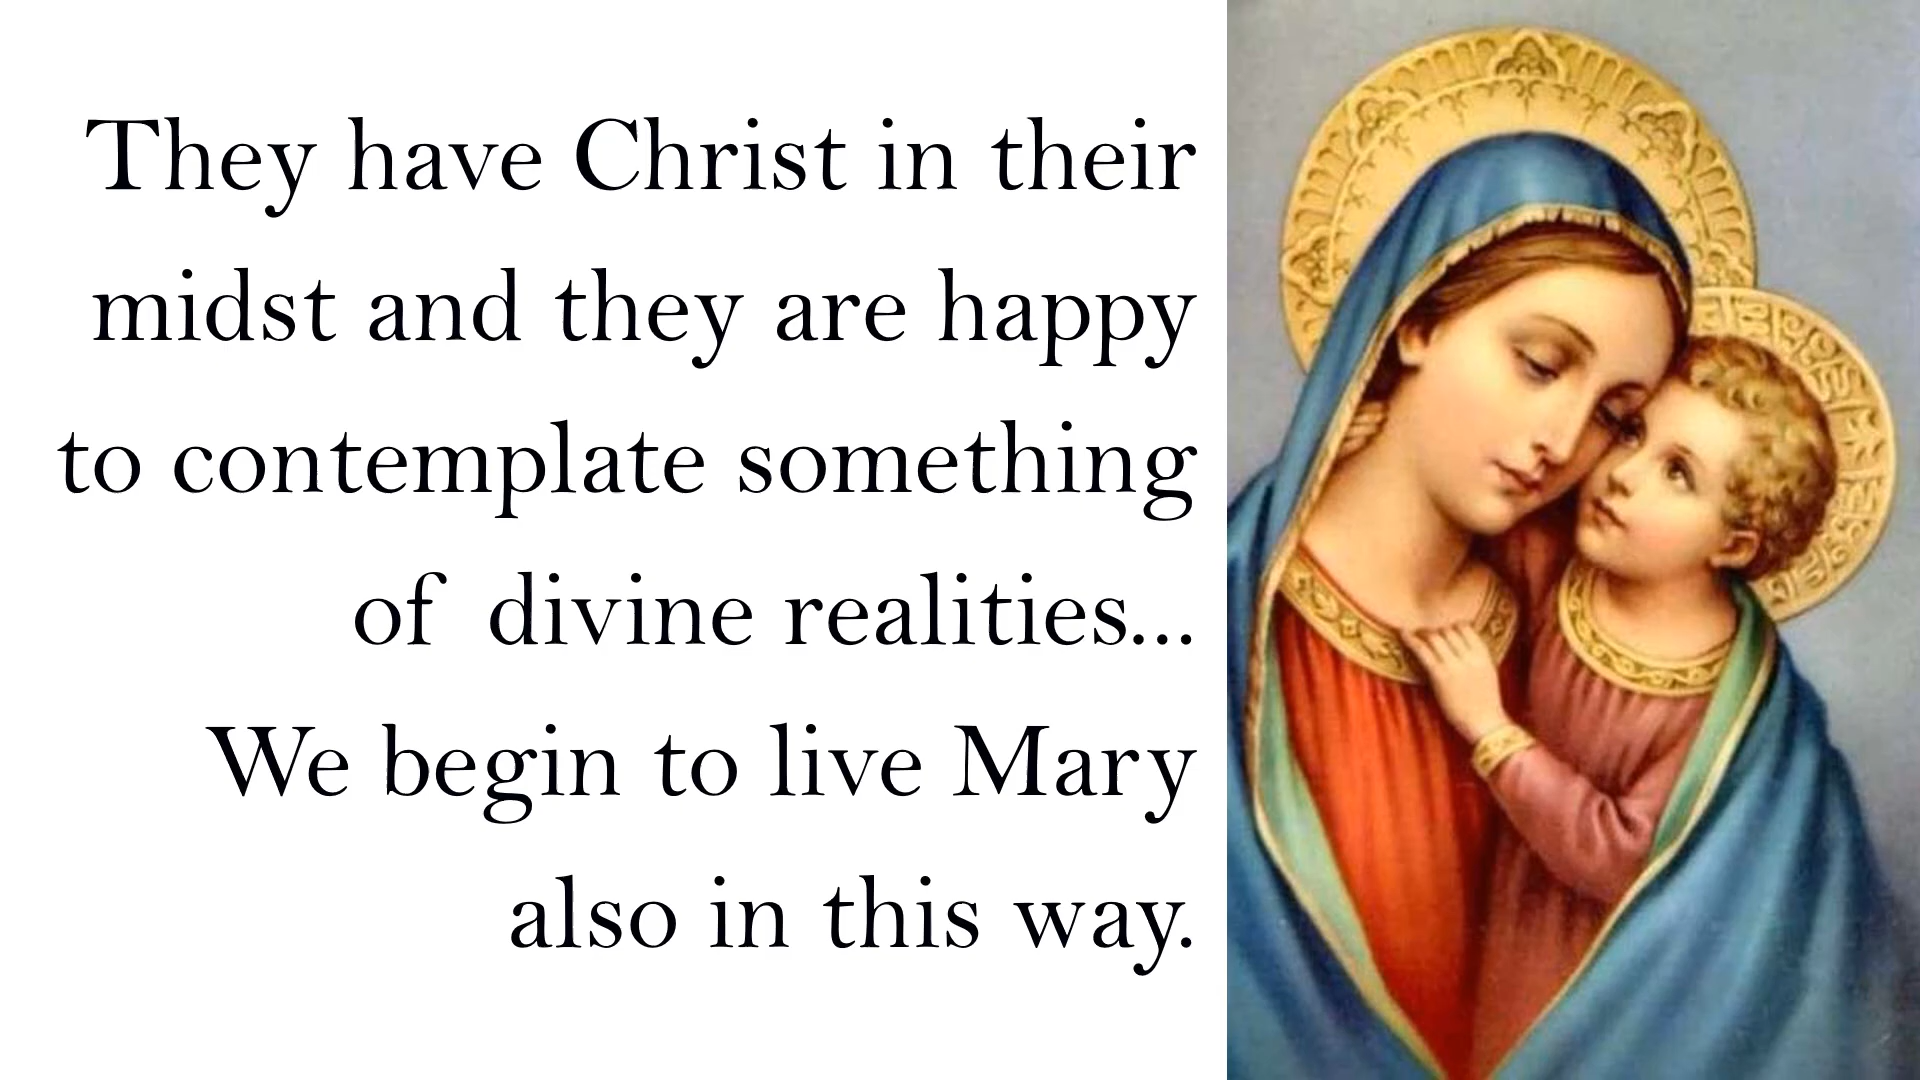 They have Christ in their
midst and they are happy
to contemplate something
of divine realities...
We begin to live Mary
also in this way.